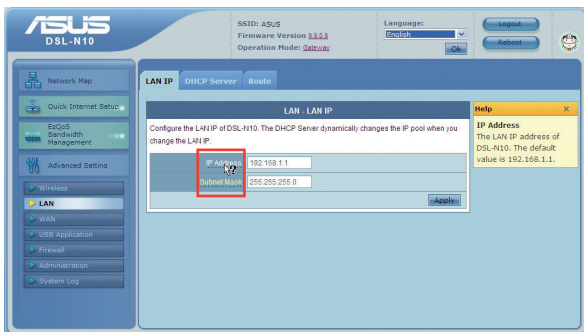 ASUS
DSL-N10
SSID: ASUS
Firmware Version 9.9.0.9
Operation Mode: Gateway
Language:
English
Ok
Logout
Reboot
Network Map
Quick Internet Setup
EzQoS
Bandwidth
Management
Advanced Setting
Wireless
LAN
WAN
USB Application
Firewall
Administration
System Log
LAN IP DHCP Server Route
LAN - LAN IP
Configure the LAN IP of DSL-N10. The DHCP Server dynamically changes the IP pool when you
change the LAN IP.
IP Address 192.168.1.1
Subnet Mask 255.255.255.0
Apply
Help ×
IP Address
The LAN IP address of
DSL-N10. The default
value is 192.168.1.1.